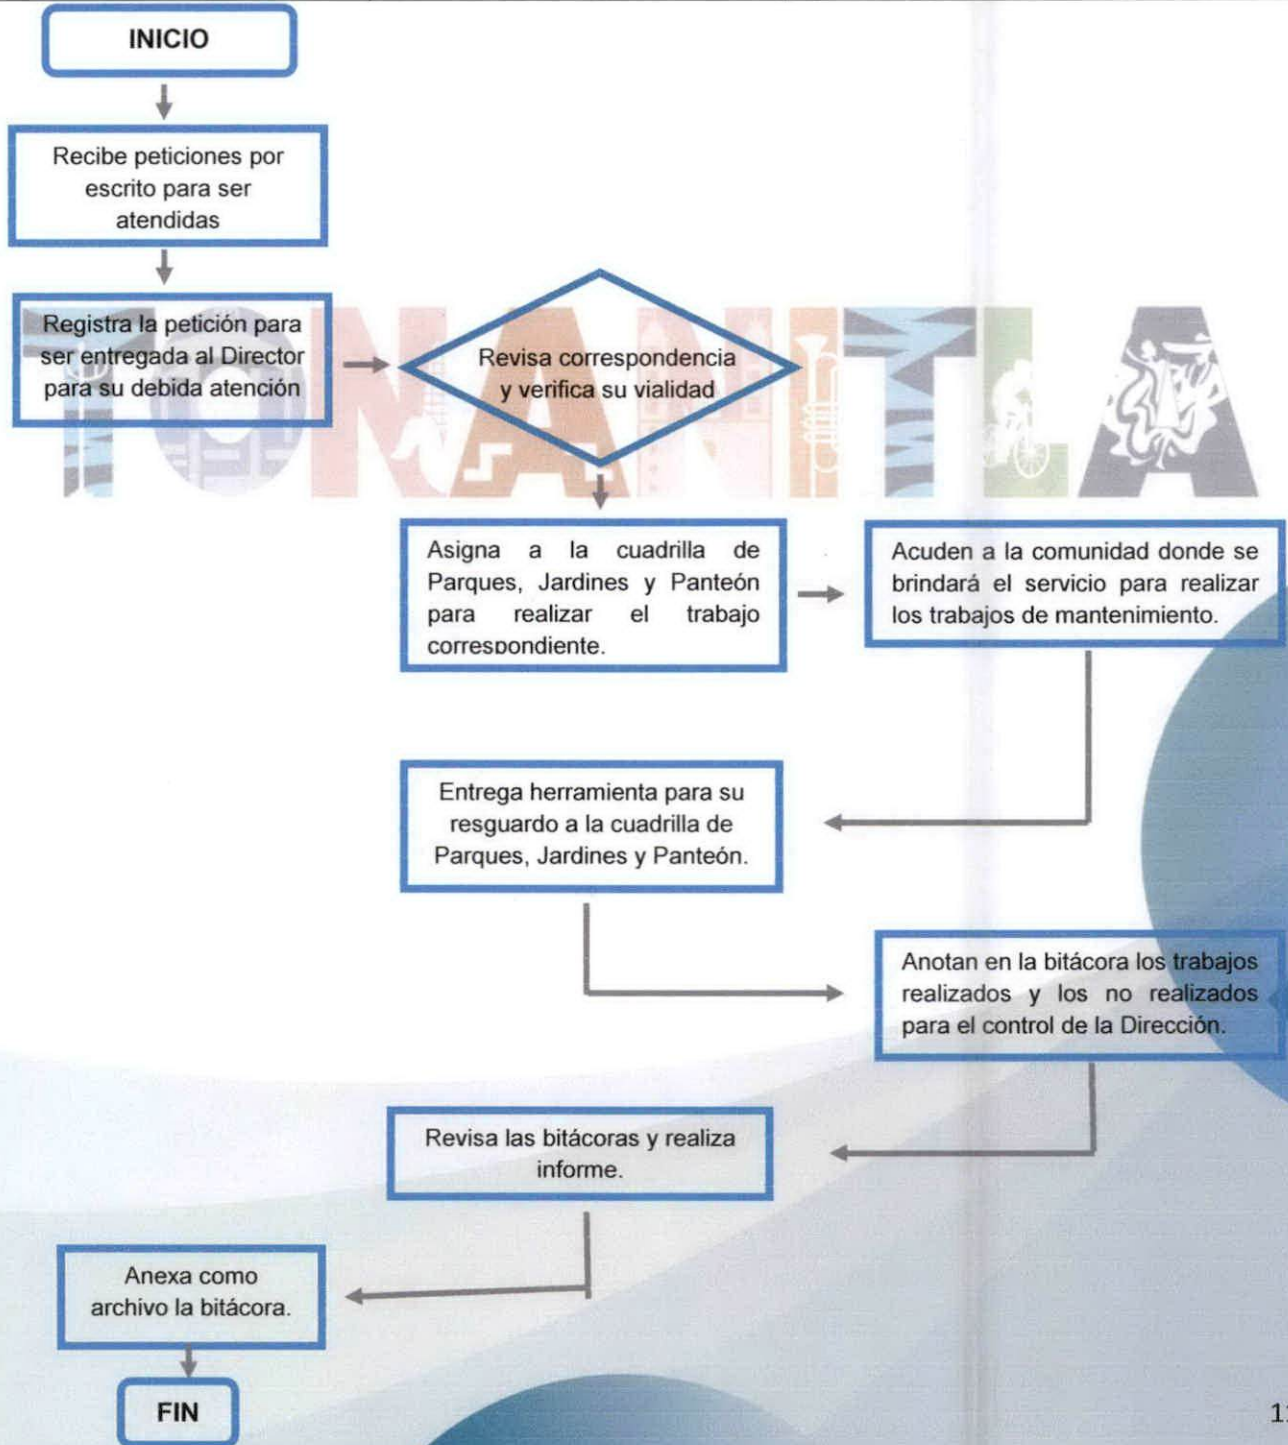 INICIO
Recibe peticiones por
escrito para ser
atendidas
Registra la petición para
ser entregada al Director
para su debida atención
TONANITLA
Revisa correspondencia
y verifica su vialidad
Asigna a la cuadrilla de
Parques, Jardines y Panteón
para realizar el trabajo
correspondiente.
Acuden a la comunidad donde se
brindará el servicio para realizar
los trabajos de mantenimiento.
Entrega herramienta para su
resguardo a la cuadrilla de
Parques, Jardines y Panteón.
Anotan en la bitácora los trabajos
realizados y los no realizados
para el control de la Dirección.
Revisa las bitácoras y realiza
informe.
Anexa como
archivo la bitácora.
FIN